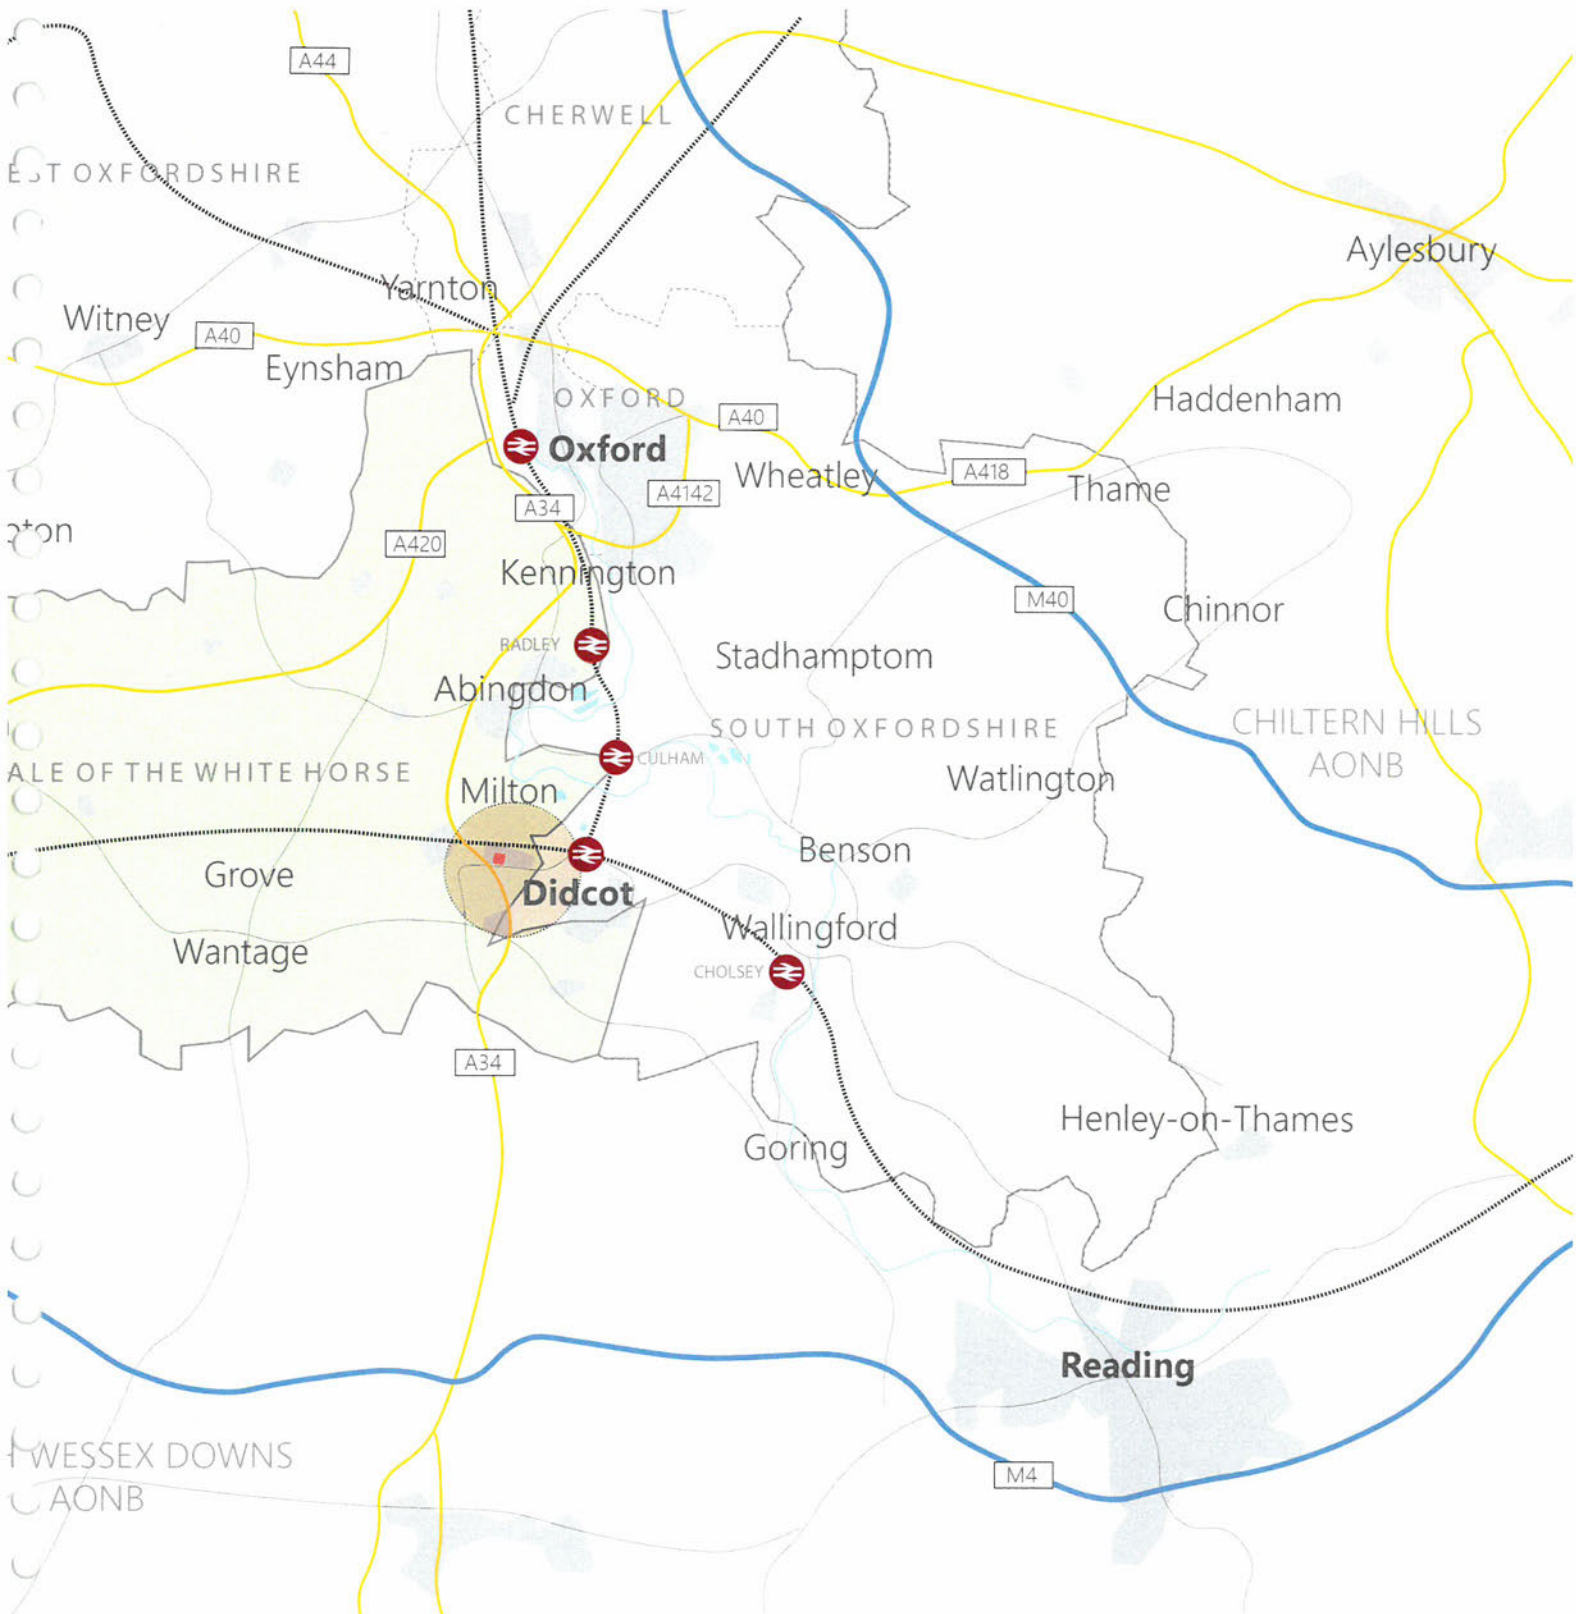 A44
CHERWELL
EST OXFORDSHIRE
Aylesbury
Yarnton
Witney
A40
Eynsham
OXFORD
Haddenham
A40
Oxford
Wheatley
A418
Thame
A4142
A34
A420
Kennington
M40
Chinnor
RADLEY
Stadhamptom
Abingdon
SOUTH OXFORDSHIRE
CHILTERN HILLS
AONB
CULHAM
ALE OF THE WHITE HORSE
Milton
Watlington
Benson
Grove
Didcot
Wallingford
Wantage
CHOLSEY
A34
Henley-on-Thames
Goring
Reading
WESSEX DOWNS
AONB
M4